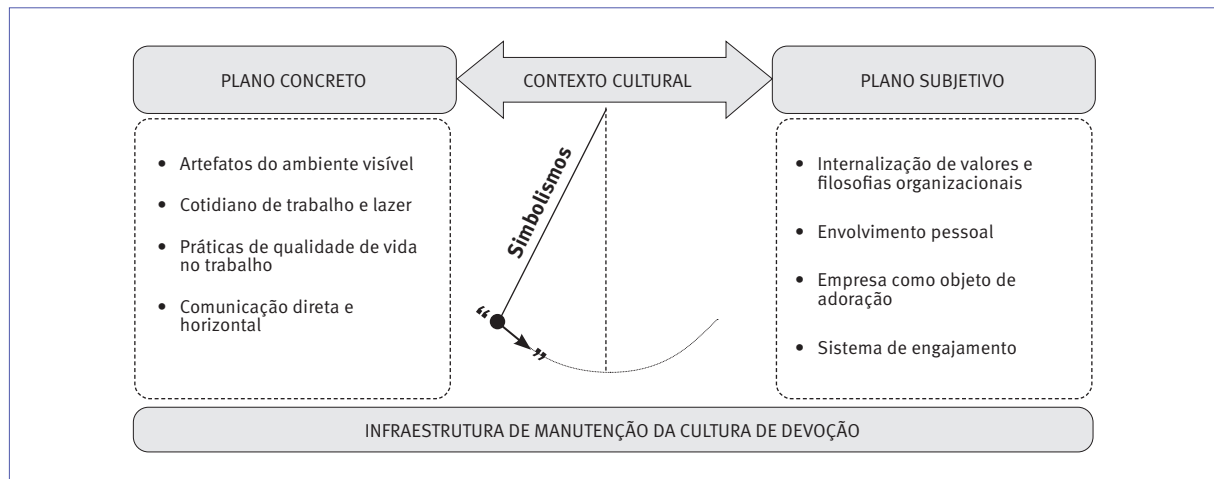 PLANO CONCRETO
CONTEXTO CULTURAL
PLANO SUBJETIVO
• Artefatos do ambiente visível
• Cotidiano de trabalho e lazer
• Práticas de qualidade de vida
no trabalho
• Comunicação direta e
horizontal
Simbolismos
“ ”
• Internalização de valores e
filosofias organizacionais
• Envolvimento pessoal
• Empresa como objeto de
adoração
• Sistema de engajamento
INFRAESTRUTURA DE MANUTENÇÃO DA CULTURA DE DEVOÇÃO